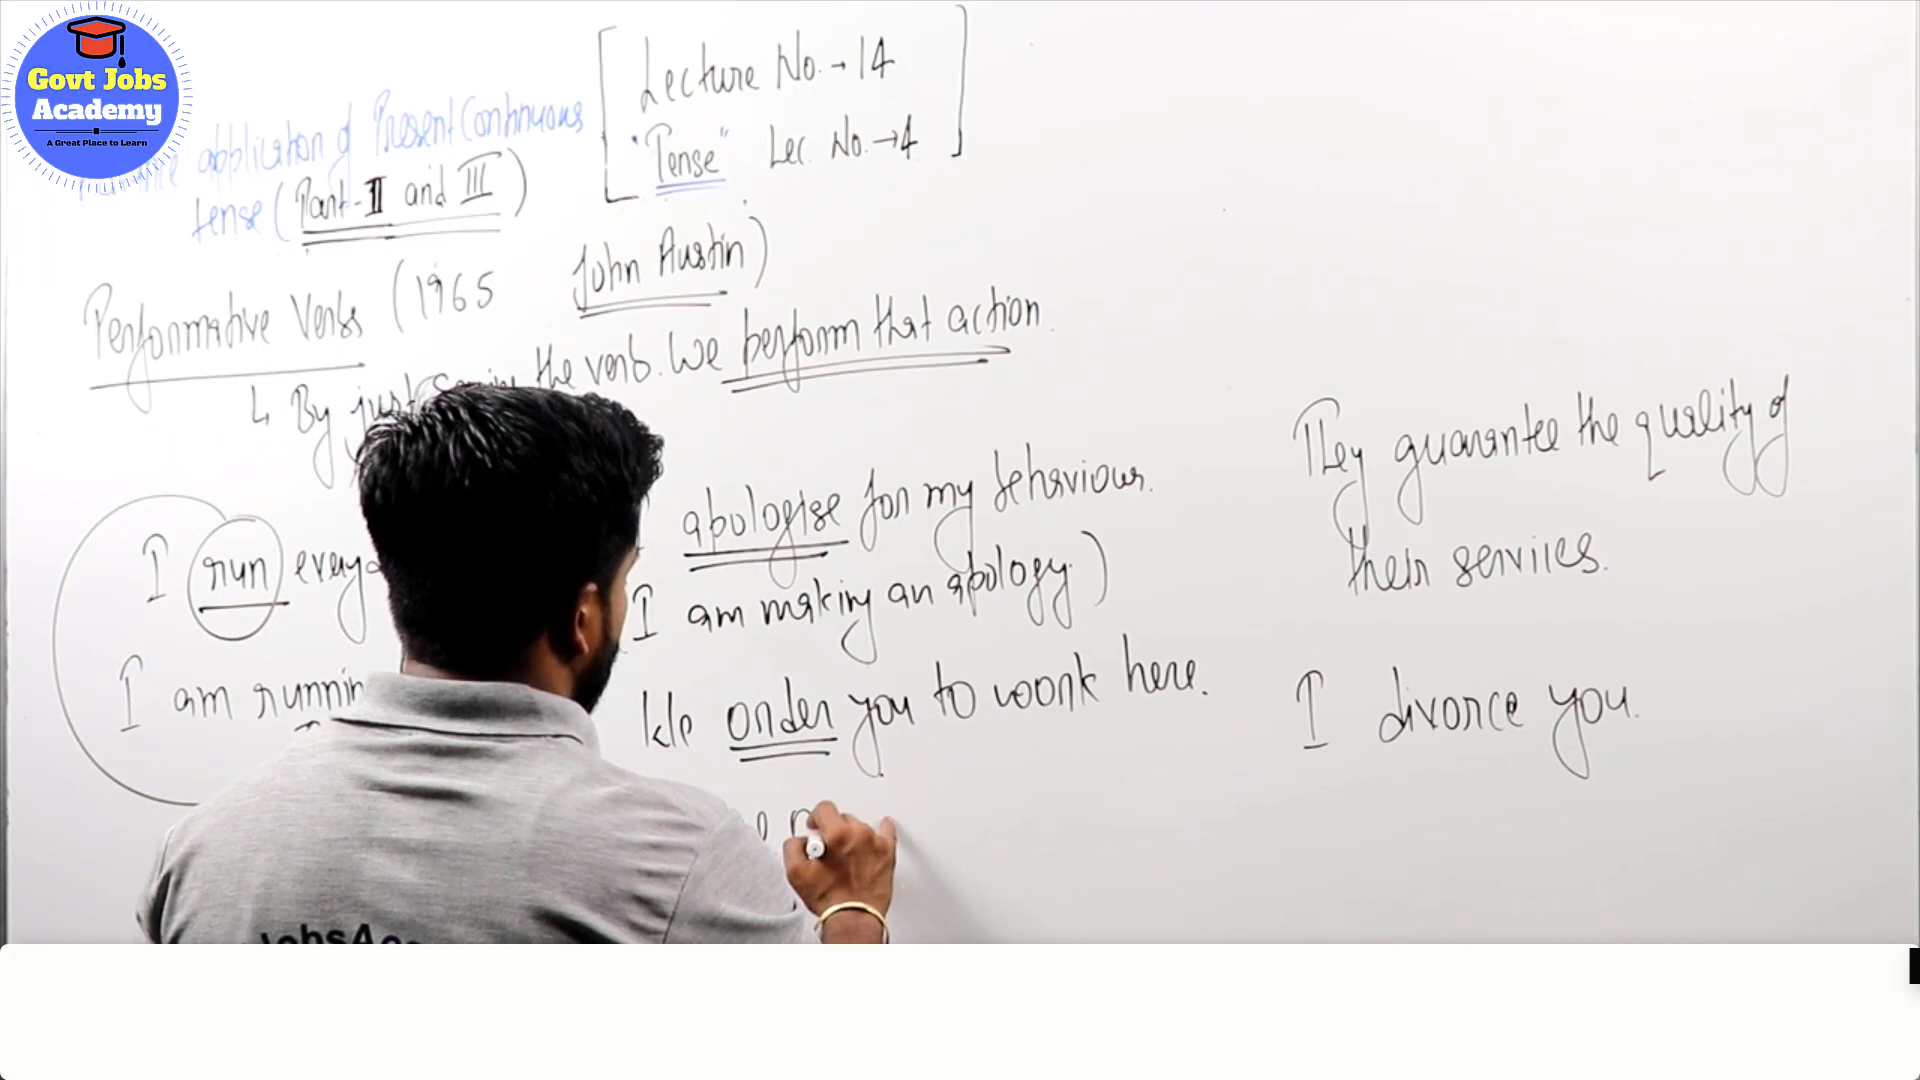 Govt Jobs
Academy
A Great Place to Learn
Lecture No. → 14
"Tense" Lec. No. → 4
application of Present Continuous
tense (Part-II and III)
Performative Verbs (1965 John Austin)
↳ By just the verb. We perform that action.
I run
I am
apologise for my behaviour.
I am making an apology.)
We order you to work here.
They guarantee the quality of
their services.
I divorce you.